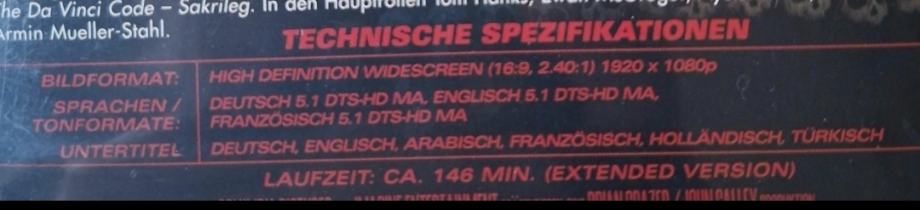 The Da Vinci Code – Sakrileg. In den Hauptrollen Tom Hanks,
Armin Mueller-Stahl.
TECHNISCHE SPEZIFIKATIONEN
BILDFORMAT: HIGH DEFINITION WIDESCREEN (16:9, 2.40:1) 1920 x 1080p
SPRACHEN / TONFORMATE: DEUTSCH 5.1 DTS-HD MA, ENGLISCH 5.1 DTS-HD MA,
FRANZÖSISCH 5.1 DTS-HD MA
UNTERTITEL DEUTSCH, ENGLISCH, ARABISCH, FRANZÖSISCH, HOLLÄNDISCH, TÜRKISCH
LAUFZEIT: CA. 146 MIN. (EXTENDED VERSION)